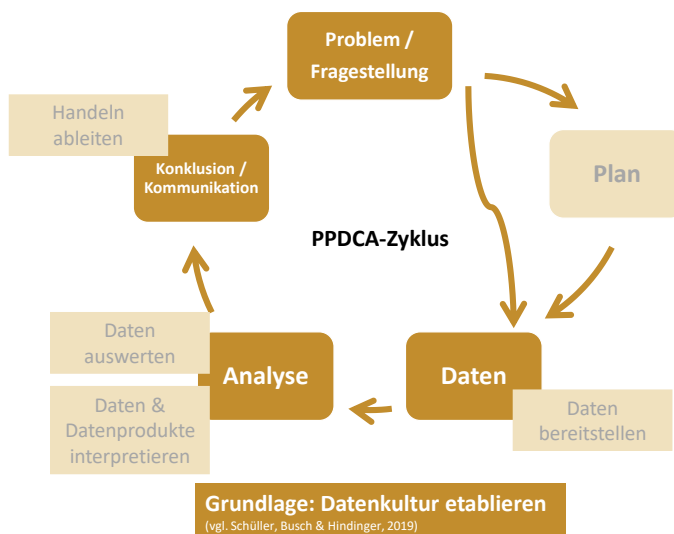 Problem /
Fragestellung
Handeln
ableiten
Konklusion /
Kommunikation
Plan
PPDCA-Zyklus
Daten
auswerten
Analyse
Daten
Daten &
Datenprodukte
interpretieren
Daten
bereitstellen
Grundlage: Datenkultur etablieren
(vgl. Schüller, Busch & Hindinger, 2019)